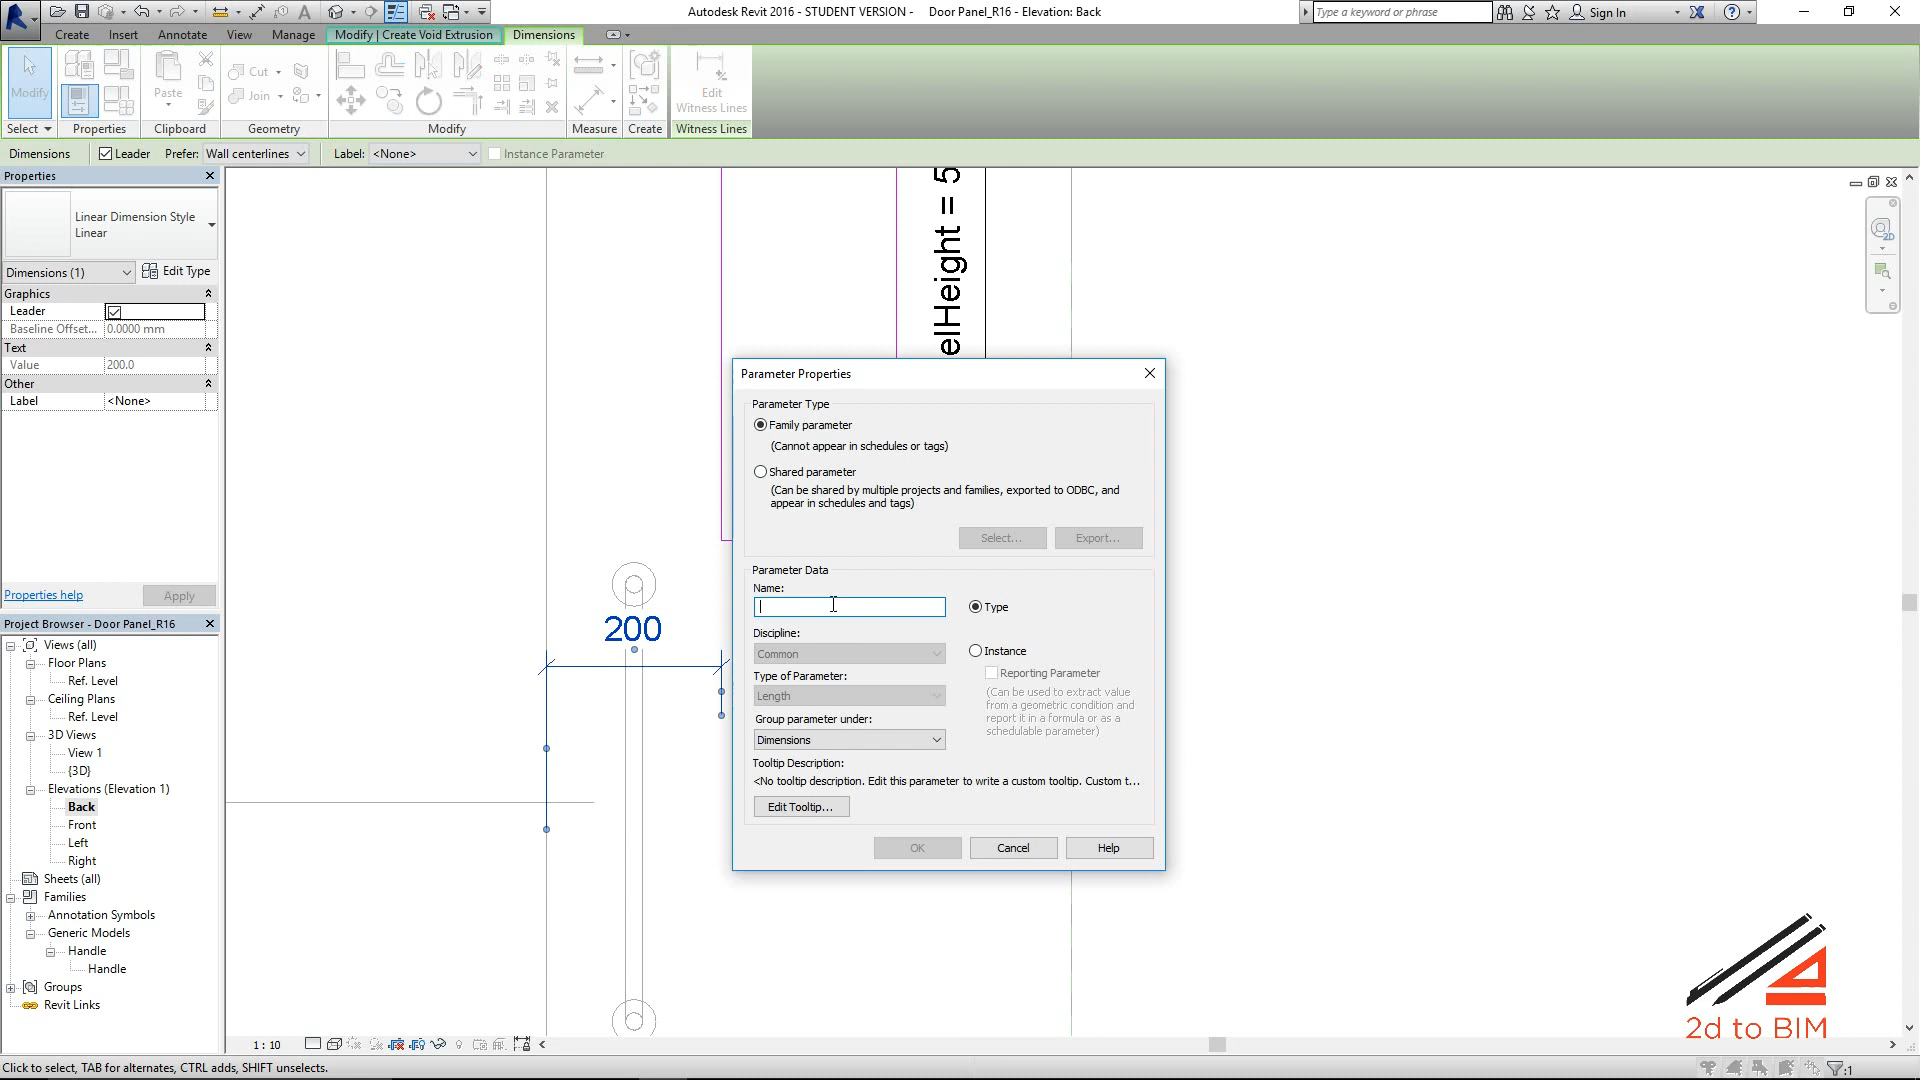 Autodesk Revit 2016 - STUDENT VERSION -
Door Panel_R16 - Elevation: Back
Type a keyword or phrase
Sign In
Create
Insert
Annotate
View
Manage
Modify | Create Void Extrusion
Dimensions
Modify
Paste
Cut
Join
Edit
Witness Lines
Select
Properties
Clipboard
Geometry
Modify
Measure
Create
Witness Lines
Dimensions
Leader
Prefer:
Wall centerlines
Label:
<None>
Instance Parameter
Properties
Linear Dimension Style
Linear
Dimensions (1)
Edit Type
Graphics
Leader
Baseline Offset...
0.0000 mm
Text
Value
200.0
Other
Label
<None>
Properties help
Apply
Project Browser - Door Panel_R16
Views (all)
Floor Plans
Ref. Level
Ceiling Plans
Ref. Level
3D Views
View 1
{3D}
Elevations (Elevation 1)
Back
Front
Left
Right
Sheets (all)
Families
Annotation Symbols
Generic Models
Handle
Handle
Groups
Revit Links
elHeight = 5
200
Parameter Properties
Parameter Type
Family parameter
(Cannot appear in schedules or tags)
Shared parameter
(Can be shared by multiple projects and families, exported to ODBC, and
appear in schedules and tags)
Select...
Export...
Parameter Data
Name:
Type
Discipline:
Common
Instance
Reporting Parameter
Type of Parameter:
Length
(Can be used to extract value
from a geometric condition and
report it in a formula or as a
schedulable parameter)
Group parameter under:
Dimensions
Tooltip Description:
<No tooltip description. Edit this parameter to write a custom tooltip. Custom t...
Edit Tooltip...
OK
Cancel
Help
2D
2d to BIM
1 : 10
Click to select, TAB for alternates, CTRL adds, SHIFT unselects.
:1